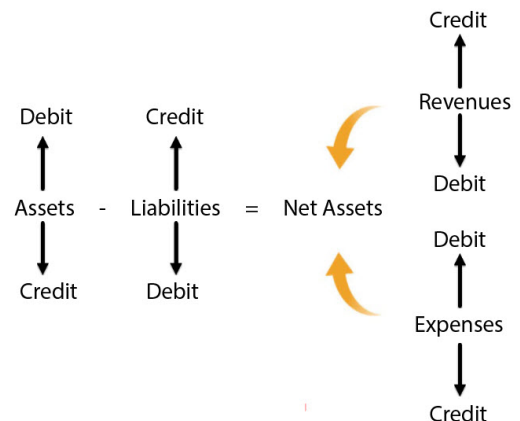 Credit
Revenues
Debit
Debit Credit
Assets - Liabilities = Net Assets
Credit Debit
Debit
Expenses
Credit